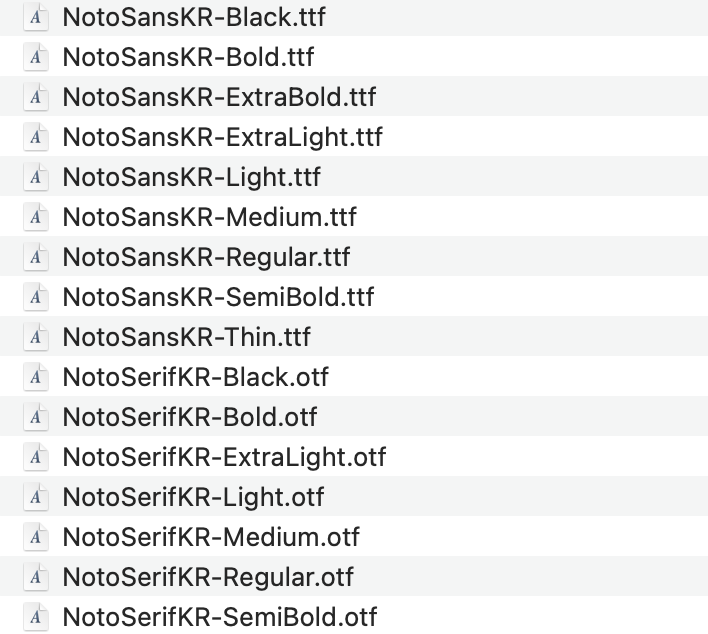 NotoSansKR-Black.ttf
NotoSansKR-Bold.ttf
NotoSansKR-ExtraBold.ttf
NotoSansKR-ExtraLight.ttf
NotoSansKR-Light.ttf
NotoSansKR-Medium.ttf
NotoSansKR-Regular.ttf
NotoSansKR-SemiBold.ttf
NotoSansKR-Thin.ttf
NotoSerifKR-Black.otf
NotoSerifKR-Bold.otf
NotoSerifKR-ExtraLight.otf
NotoSerifKR-Light.otf
NotoSerifKR-Medium.otf
NotoSerifKR-Regular.otf
NotoSerifKR-SemiBold.otf